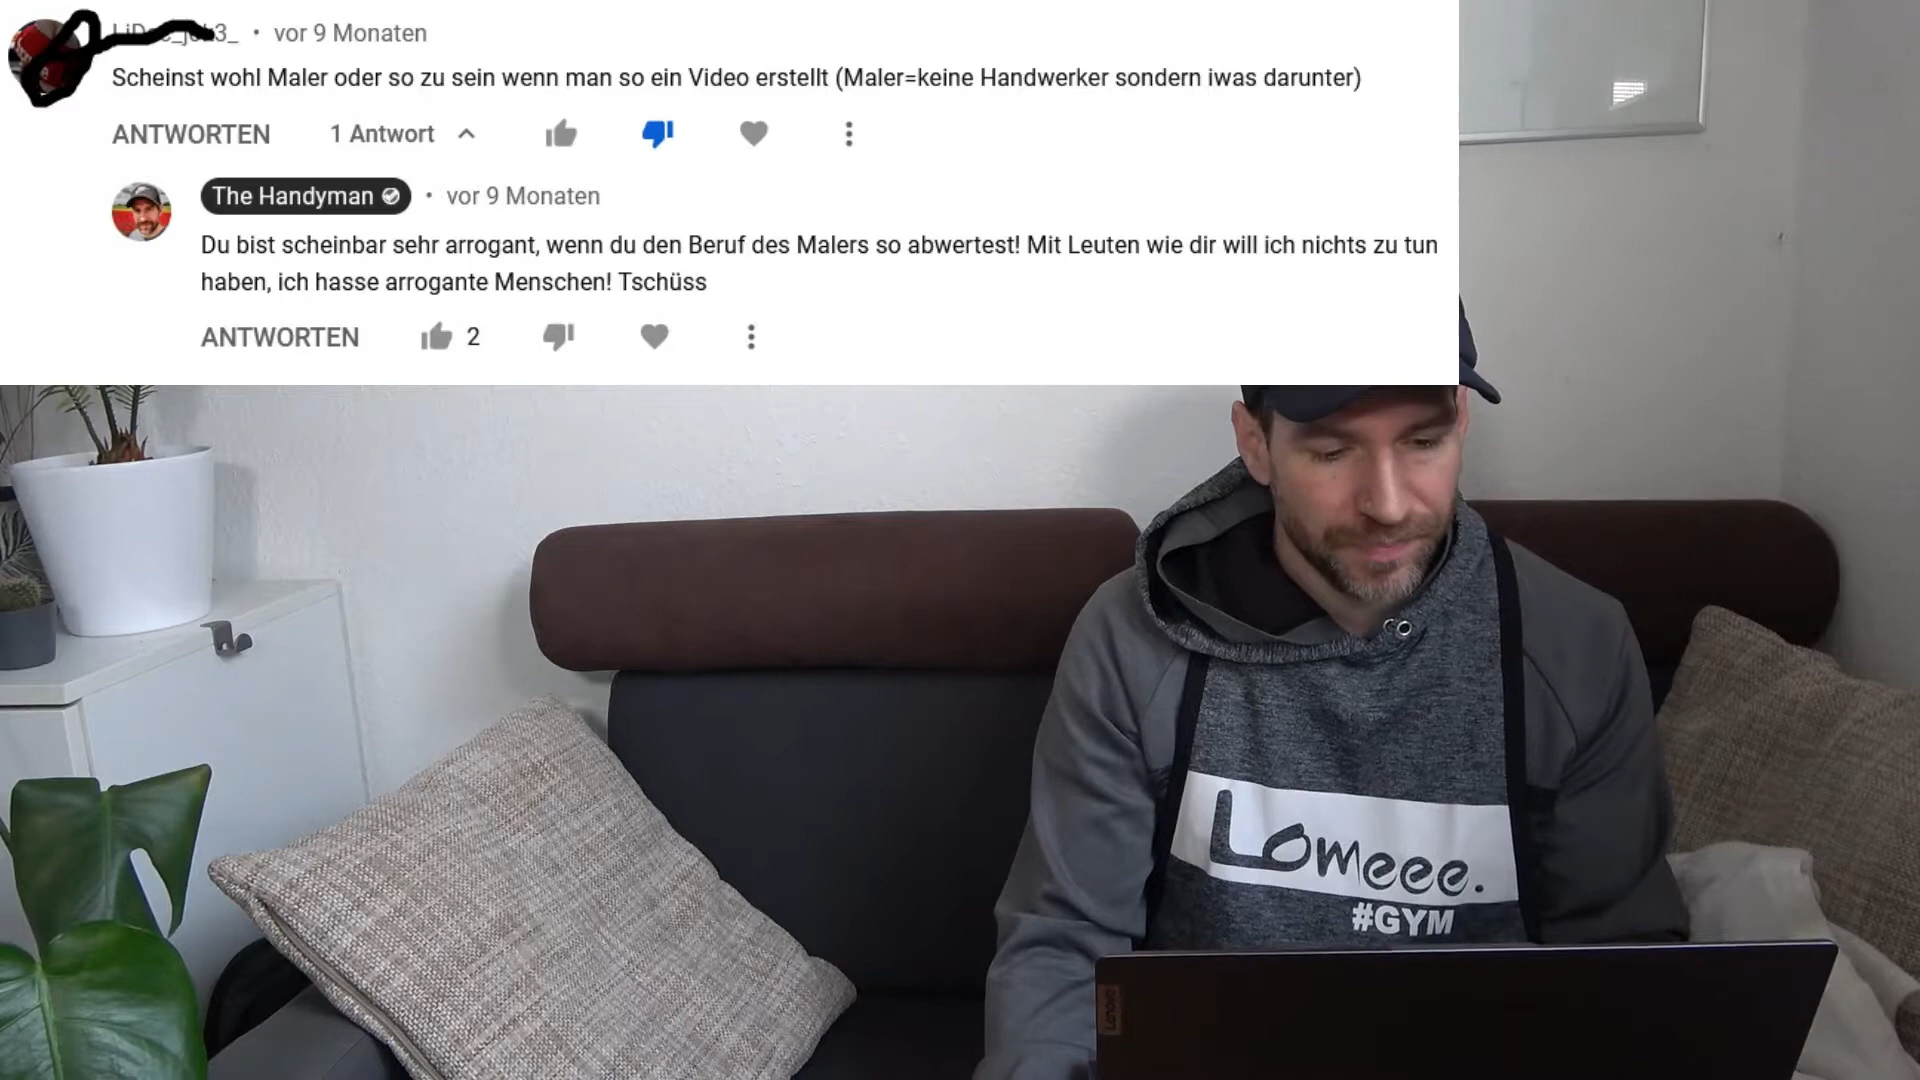 vor 9 Monaten
Scheinst wohl Maler oder so zu sein wenn man so ein Video erstellt (Maler=keine Handwerker sondern iwas darunter)
ANTWORTEN 1 Antwort
The Handyman • vor 9 Monaten
Du bist scheinbar sehr arrogant, wenn du den Beruf des Malers so abwertest! Mit Leuten wie dir will ich nichts zu tun
haben, ich hasse arrogante Menschen! Tschüss
ANTWORTEN 2
Lomeee.
#GYM
Lenovo